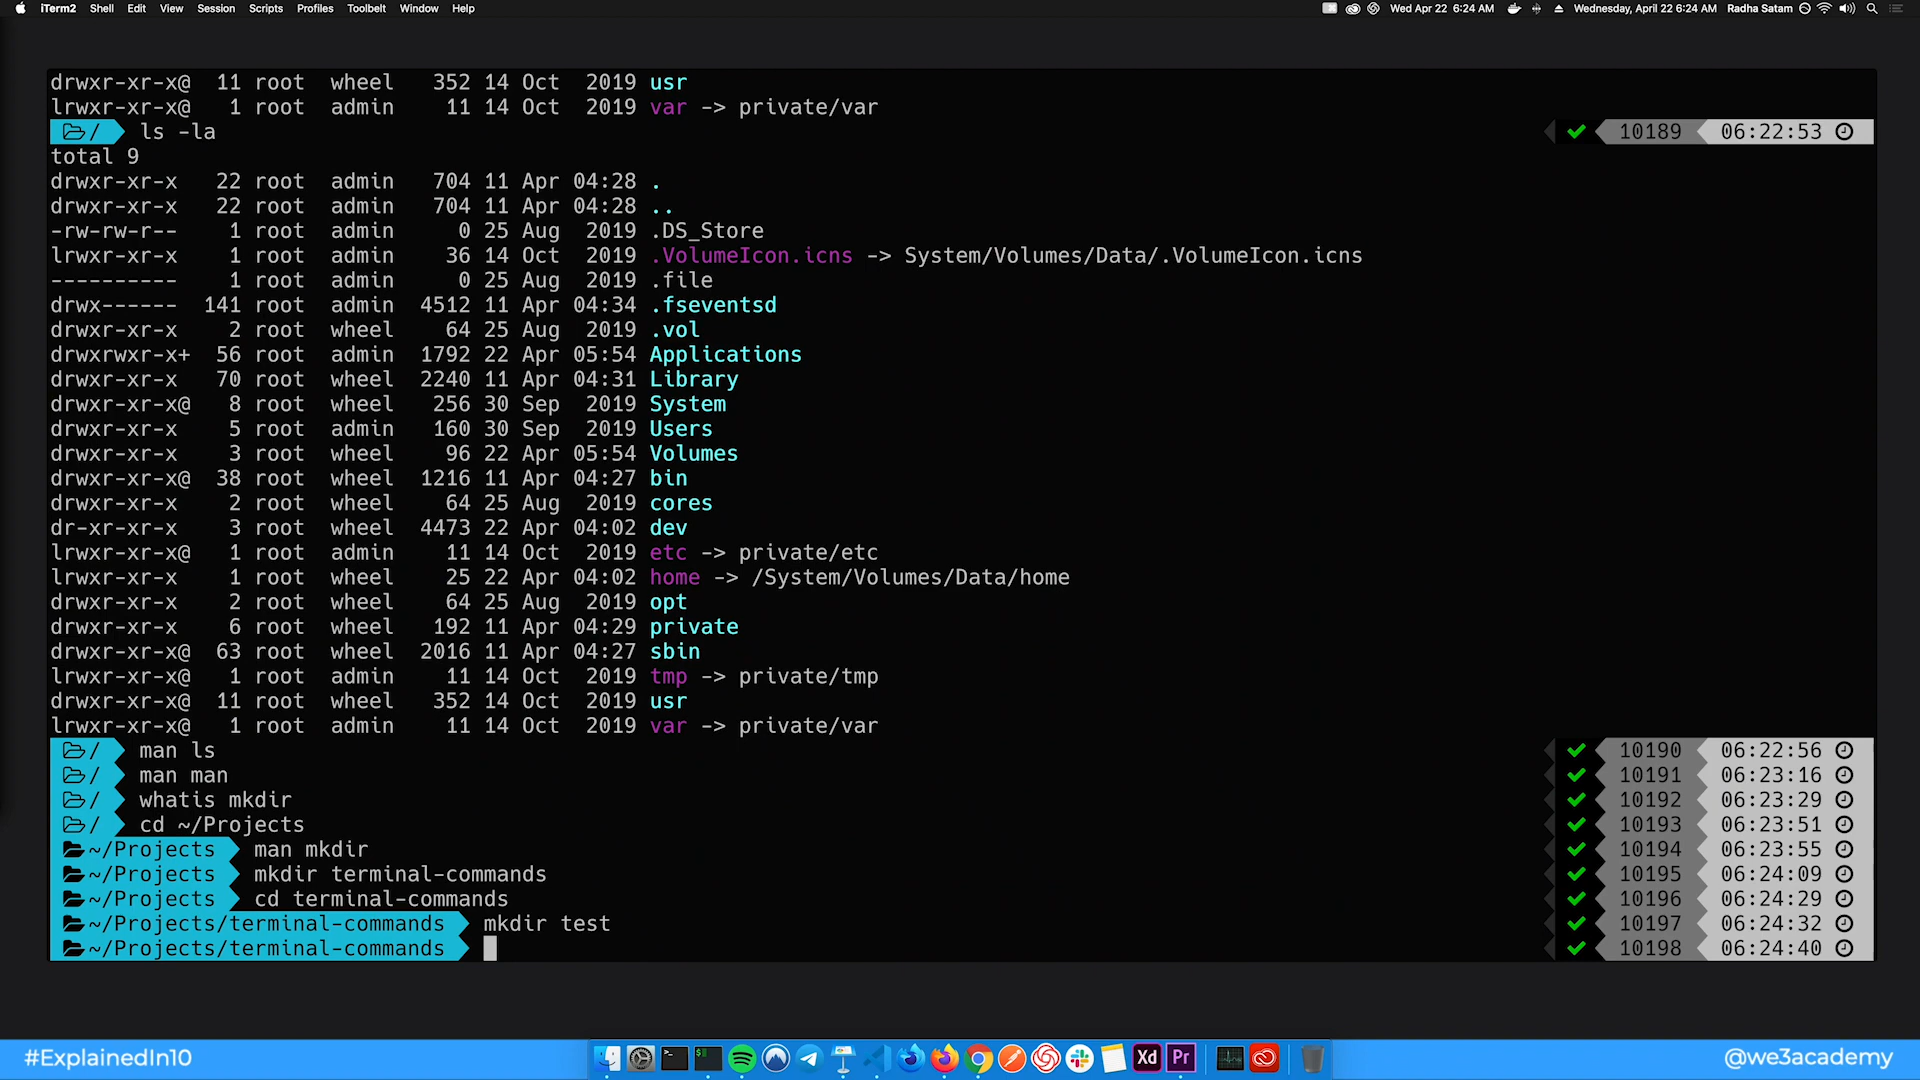 iTerm2 Shell Edit View Session Scripts Profiles Toolbelt Window Help Wed Apr 22 6:24 AM Wednesday, April 22 6:24 AM Radha Satam
drwxr-xr-x@ 11 root wheel 352 14 Oct 2019 usr
lrwxr-xr-x@ 1 root admin 11 14 Oct 2019 var -> private/var
/ ls -la 10189 06:22:53
total 9
drwxr-xr-x 22 root admin 704 11 Apr 04:28 .
drwxr-xr-x 22 root admin 704 11 Apr 04:28 ..
-rw-rw-r-- 1 root admin 0 25 Aug 2019 .DS_Store
lrwxr-xr-x 1 root admin 36 14 Oct 2019 .VolumeIcon.icns -> System/Volumes/Data/.VolumeIcon.icns
---------- 1 root admin 0 25 Aug 2019 .file
drwx------ 141 root admin 4512 11 Apr 04:34 .fseventsd
drwxr-xr-x 2 root wheel 64 25 Aug 2019 .vol
drwxrwxr-x+ 56 root admin 1792 22 Apr 05:54 Applications
drwxr-xr-x 70 root wheel 2240 11 Apr 04:31 Library
drwxr-xr-x@ 8 root wheel 256 30 Sep 2019 System
drwxr-xr-x 5 root admin 160 30 Sep 2019 Users
drwxr-xr-x 3 root wheel 96 22 Apr 05:54 Volumes
drwxr-xr-x@ 38 root wheel 1216 11 Apr 04:27 bin
drwxr-xr-x 2 root wheel 64 25 Aug 2019 cores
dr-xr-xr-x 3 root wheel 4473 22 Apr 04:02 dev
lrwxr-xr-x@ 1 root admin 11 14 Oct 2019 etc -> private/etc
lrwxr-xr-x 1 root wheel 25 22 Apr 04:02 home -> /System/Volumes/Data/home
drwxr-xr-x 2 root wheel 64 25 Aug 2019 opt
drwxr-xr-x 6 root wheel 192 11 Apr 04:29 private
drwxr-xr-x@ 63 root wheel 2016 11 Apr 04:27 sbin
lrwxr-xr-x@ 1 root admin 11 14 Oct 2019 tmp -> private/tmp
drwxr-xr-x@ 11 root wheel 352 14 Oct 2019 usr
lrwxr-xr-x@ 1 root admin 11 14 Oct 2019 var -> private/var
/ man ls 10190 06:22:56
/ man man 10191 06:23:16
/ whatis mkdir 10192 06:23:29
/ cd ~/Projects 10193 06:23:51
~/Projects man mkdir 10194 06:23:55
~/Projects mkdir terminal-commands 10195 06:24:09
~/Projects cd terminal-commands 10196 06:24:29
~/Projects/terminal-commands mkdir test 10197 06:24:32
~/Projects/terminal-commands 10198 06:24:40
#ExplainedIn10 Xd Pr @we3academy